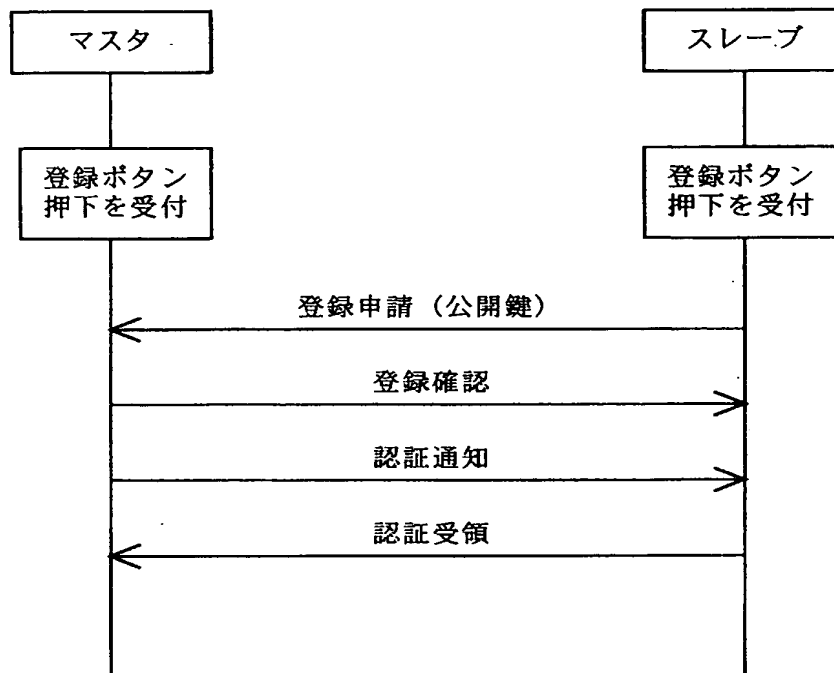 マスタ
スレーブ
登録ボタン
押下を受付
登録ボタン
押下を受付
登録申請（公開鍵）
登録確認
認証通知
認証受領